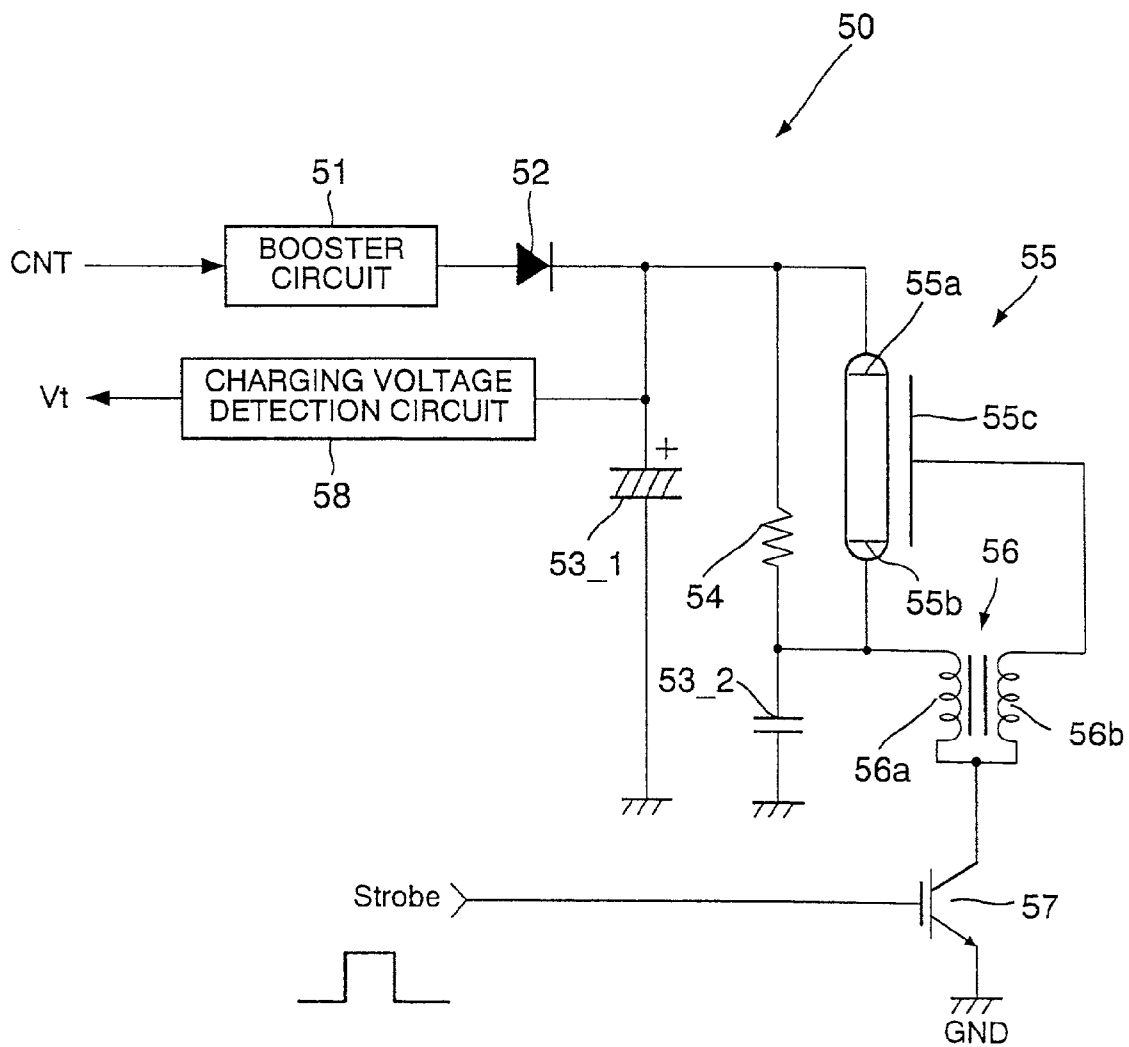 50
51
52
BOOSTER
CIRCUIT
CNT
55
55a
CHARGING VOLTAGE
DETECTION CIRCUIT
Vt
55c
+
58
53_1
54
55b
56
53_2
56a
56b
Strobe
57
GND